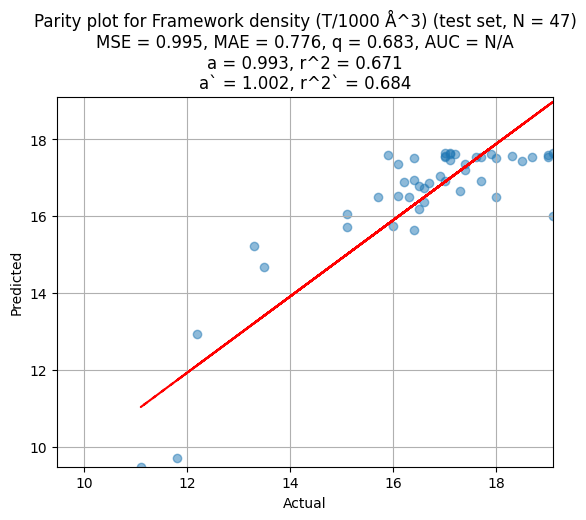 Parity plot for Framework density (T/1000 Å^3) (test set, N = 47)
MSE = 0.995, MAE = 0.776, q = 0.683, AUC = N/A
a = 0.993, r^2 = 0.671
a` = 1.002, r^2` = 0.684
18
16
14
12
10
Predicted
10 12 14 16 18
Actual